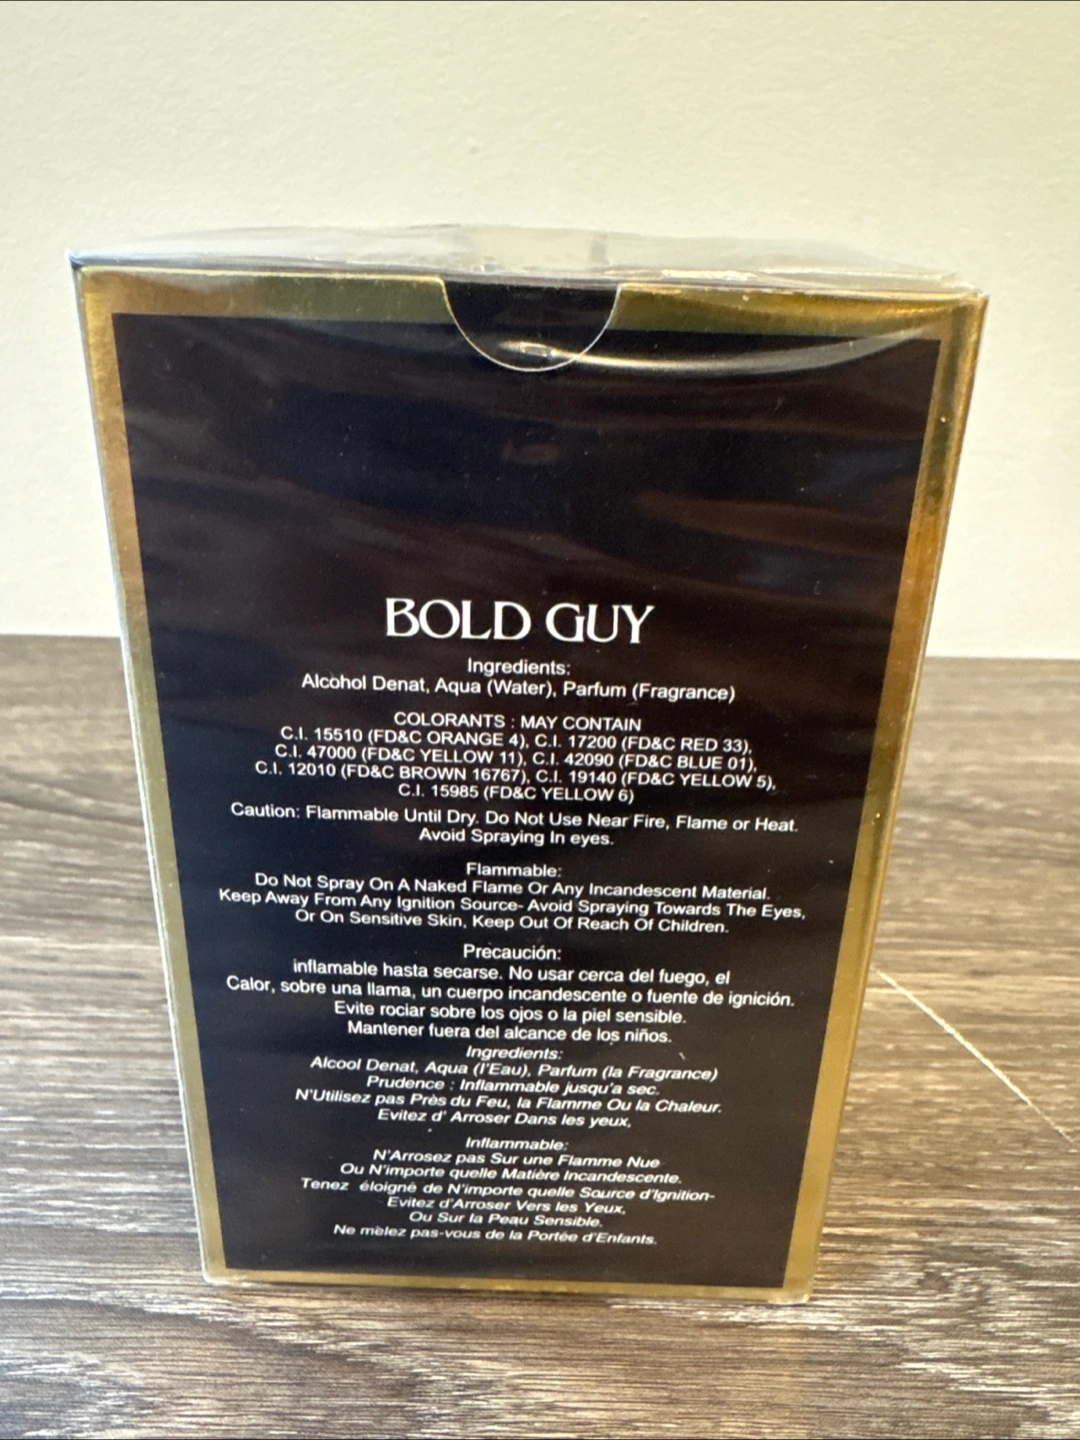 BOLD GUY
Ingredients:
Alcohol Denat, Aqua (Water), Parfum (Fragrance)
COLORANTS : MAY CONTAIN
C.I. 15510 (FD&C ORANGE 4), C.I. 17200 (FD&C RED 33),
C.I. 47000 (FD&C YELLOW 11), C.I. 42090 (FD&C BLUE 01),
C.I. 12010 (FD&C BROWN 16767), C.I. 19140 (FD&C YELLOW 5),
C.I. 15985 (FD&C YELLOW 6)
Caution: Flammable Until Dry. Do Not Use Near Fire, Flame or Heat.
Avoid Spraying In eyes.
Flammable:
Do Not Spray On A Naked Flame Or Any Incandescent Material.
Keep Away From Any Ignition Source- Avoid Spraying Towards The Eyes,
Or On Sensitive Skin, Keep Out Of Reach Of Children.
Precaución:
inflamable hasta secarse. No usar cerca del fuego, el
Calor, sobre una llama, un cuerpo incandescente o fuente de ignición.
Evite rociar sobre los ojos o la piel sensible.
Mantener fuera del alcance de los niños.
Ingredients:
Alcool Denat, Aqua (l'Eau), Parfum (la Fragrance)
Prudence : Inflammable jusqu'a sec.
N'Utilisez pas Près du Feu, la Flamme Ou la Chaleur.
Evitez d' Arroser Dans les yeux,
Inflammable:
N'Arrosez pas Sur une Flamme Nue
Ou N'importe quelle Matière Incandescente.
Tenez éloigné de N'importe quelle Source d'Ignition-
Evitez d'Arroser Vers les Yeux,
Ou Sur la Peau Sensible.
Ne mèlez pas-vous de la Portée d'Enfants.